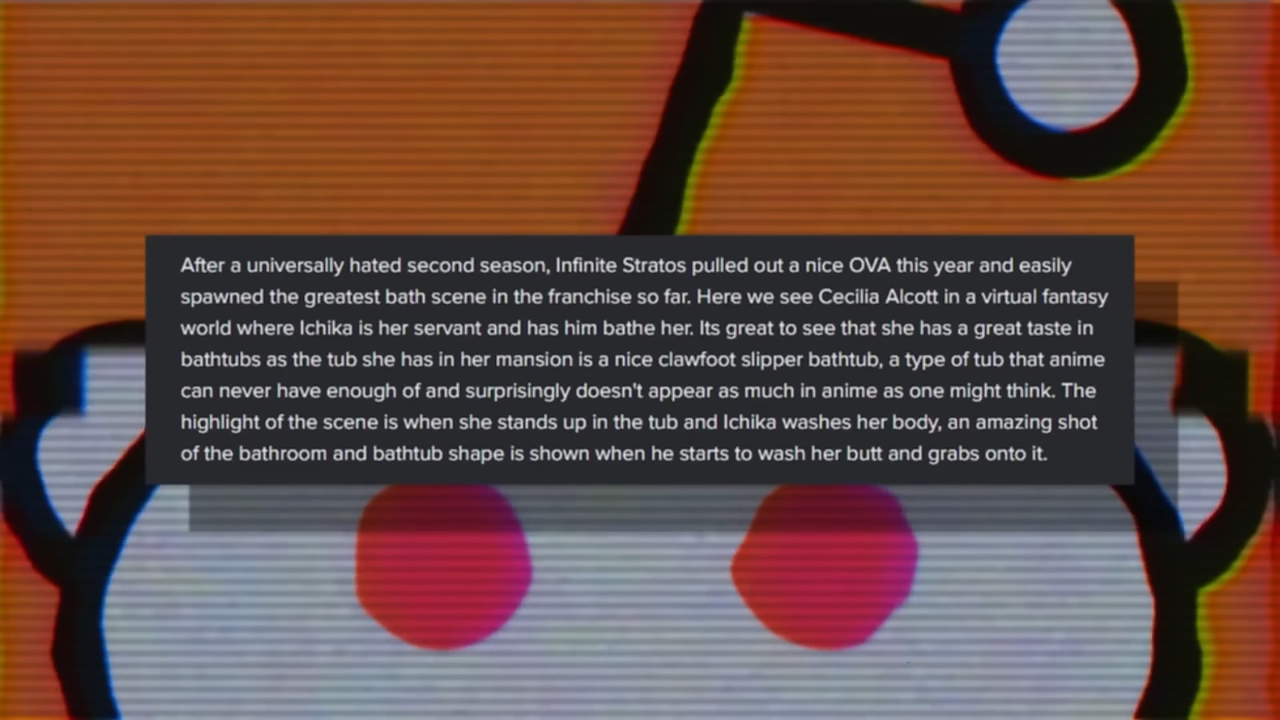 After a universally hated second season, Infinite Stratos pulled out a nice OVA this year and easily
spawned the greatest bath scene in the franchise so far. Here we see Cecilia Alcott in a virtual fantasy
world where Ichika is her servant and has him bathe her. Its great to see that she has a great taste in
bathtubs as the tub she has in her mansion is a nice clawfoot slipper bathtub, a type of tub that anime
can never have enough of and surprisingly doesn't appear as much in anime as one might think. The
highlight of the scene is when she stands up in the tub and Ichika washes her body, an amazing shot
of the bathroom and bathtub shape is shown when he starts to wash her butt and grabs onto it.